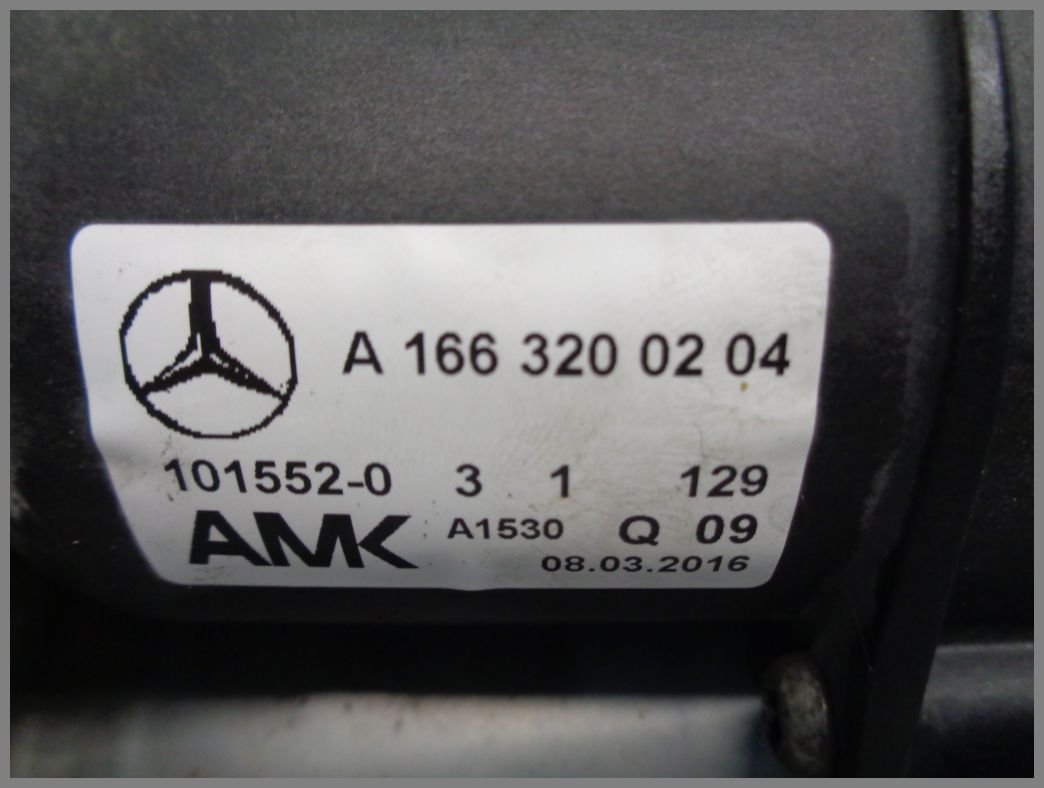 A 166 320 02 04
101552-0 3 1 129
AMK A1530 Q 09
08.03.2016